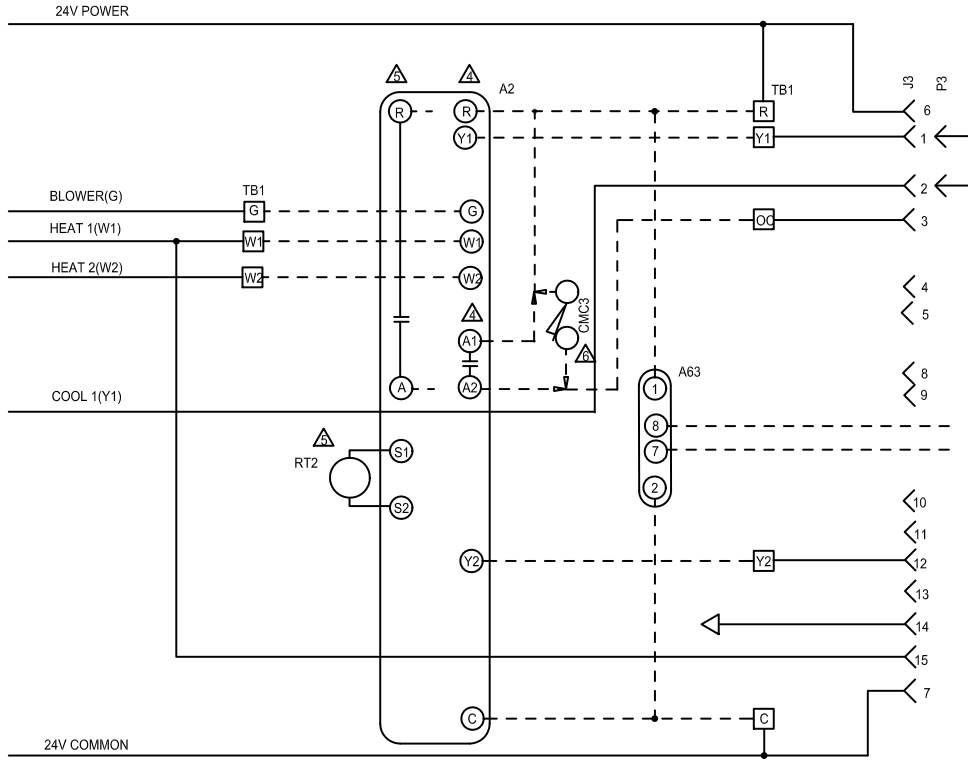 24V POWER
5
4
A2
TB1
J3
P3
R
R
R
6
Y1
Y1
1
BLOWER(G)
TB1
2
G
G
OC
3
HEAT 1(W1)
W1
W1
HEAT 2(W2)
W2
W2
4
CMC3
5
4
A1
6
A63
8
A
A2
1
9
COOL 1(Y1)
8
5
S1
7
RT2
2
10
S2
11
Y2
Y2
12
13
14
15
7
C
C
24V COMMON